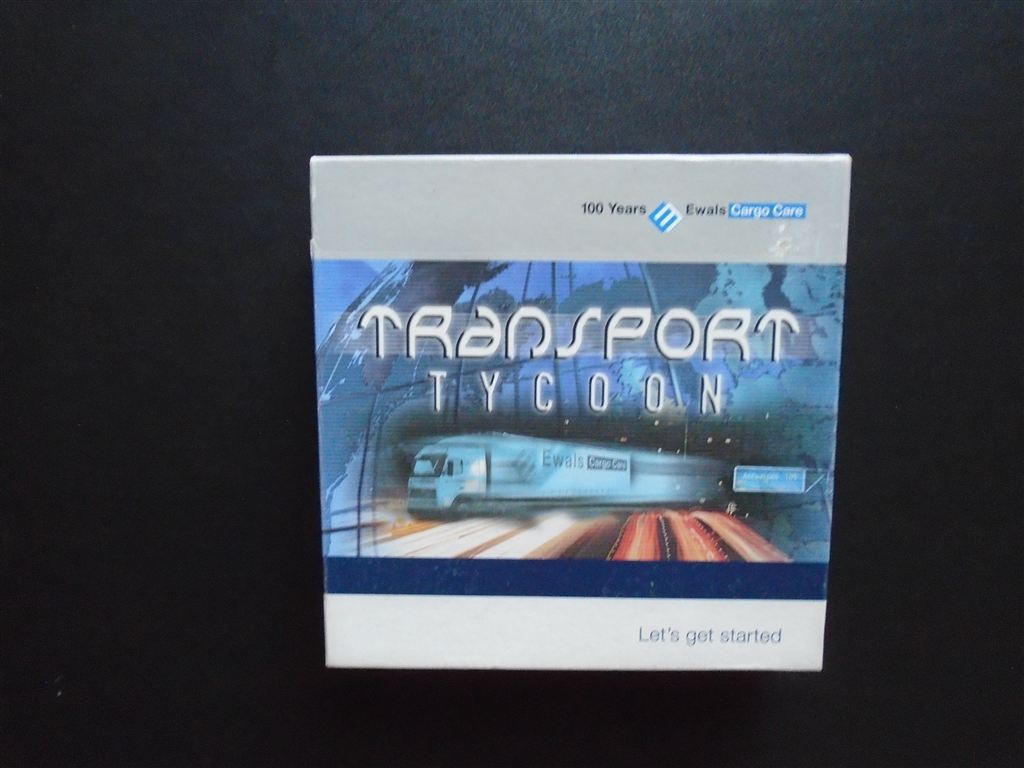 100 Years Ewals Cargo Care
TRANSPORT
TYCOON
Ewals Cargo Care
Let's get started